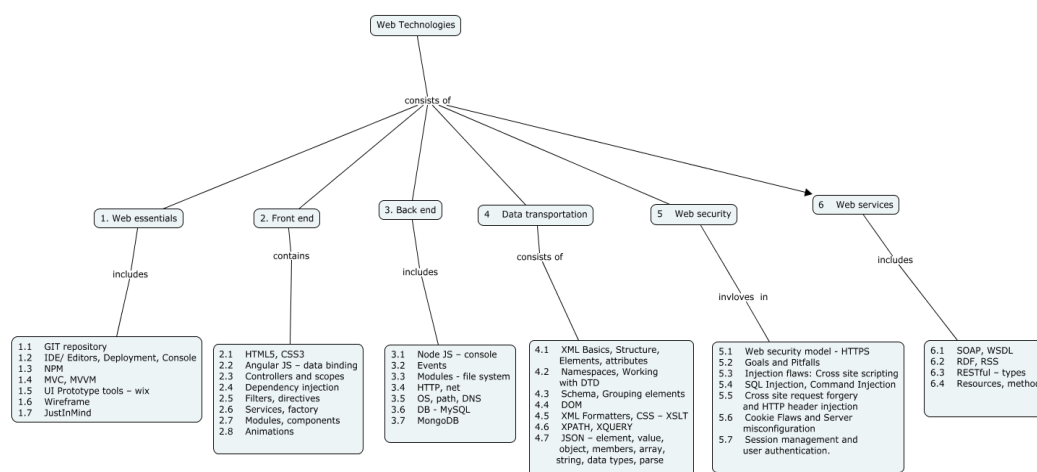 Web Technologies
consists of
1. Web essentials
2. Front end
3. Back end
4 Data transportation
5 Web security
6 Web services
includes
contains
includes
consists of
invloves in
includes
1.1 GIT repository
1.2 IDE/ Editors, Deployment, Console
1.3 NPM
1.4 MVC, MVVM
1.5 UI Prototype tools – wix
1.6 Wireframe
1.7 JustInMind
2.1 HTML5, CSS3
2.2 Angular JS – data binding
2.3 Controllers and scopes
2.4 Dependency injection
2.5 Filters, directives
2.6 Services, factory
2.7 Modules, components
2.8 Animations
3.1 Node JS – console
3.2 Events
3.3 Modules - file system
3.4 HTTP, net
3.5 OS, path, DNS
3.6 DB - MySQL
3.7 MongoDB
4.1 XML Basics, Structure,
Elements, attributes
4.2 Namespaces, Working
with DTD
4.3 Schema, Grouping elements
4.4 DOM
4.5 XML Formatters, CSS – XSLT
4.6 XPATH, XQUERY
4.7 JSON – element, value,
object, members, array,
string, data types, parse
5.1 Web security model - HTTPS
5.2 Goals and Pitfalls
5.3 Injection flaws: Cross site scripting
5.4 SQL Injection, Command Injection
5.5 Cross site request forgery
and HTTP header injection
5.6 Cookie Flaws and Server
misconfiguration
5.7 Session management and
user authentication.
6.1 SOAP, WSDL
6.2 RDF, RSS
6.3 RESTful – types
6.4 Resources, method